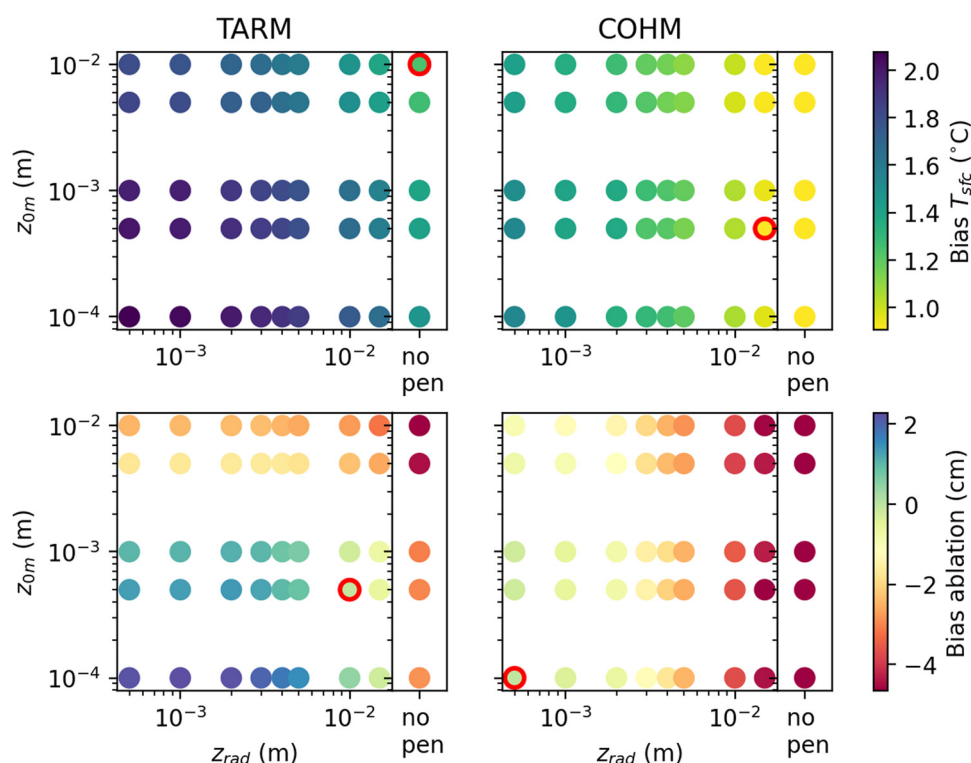 TARM
COHM
10⁻²
10⁻³
10⁻⁴
z₀ₘ (m)
10⁻³
10⁻²
no
pen
10⁻³
10⁻²
no
pen
2.0
1.8
1.6
1.4
1.2
1.0
Bias T_sfc (°C)
10⁻²
10⁻³
10⁻⁴
z₀ₘ (m)
10⁻³
10⁻²
no
pen
z_rad (m)
10⁻³
10⁻²
no
pen
z_rad (m)
2
0
−2
−4
Bias ablation (cm)